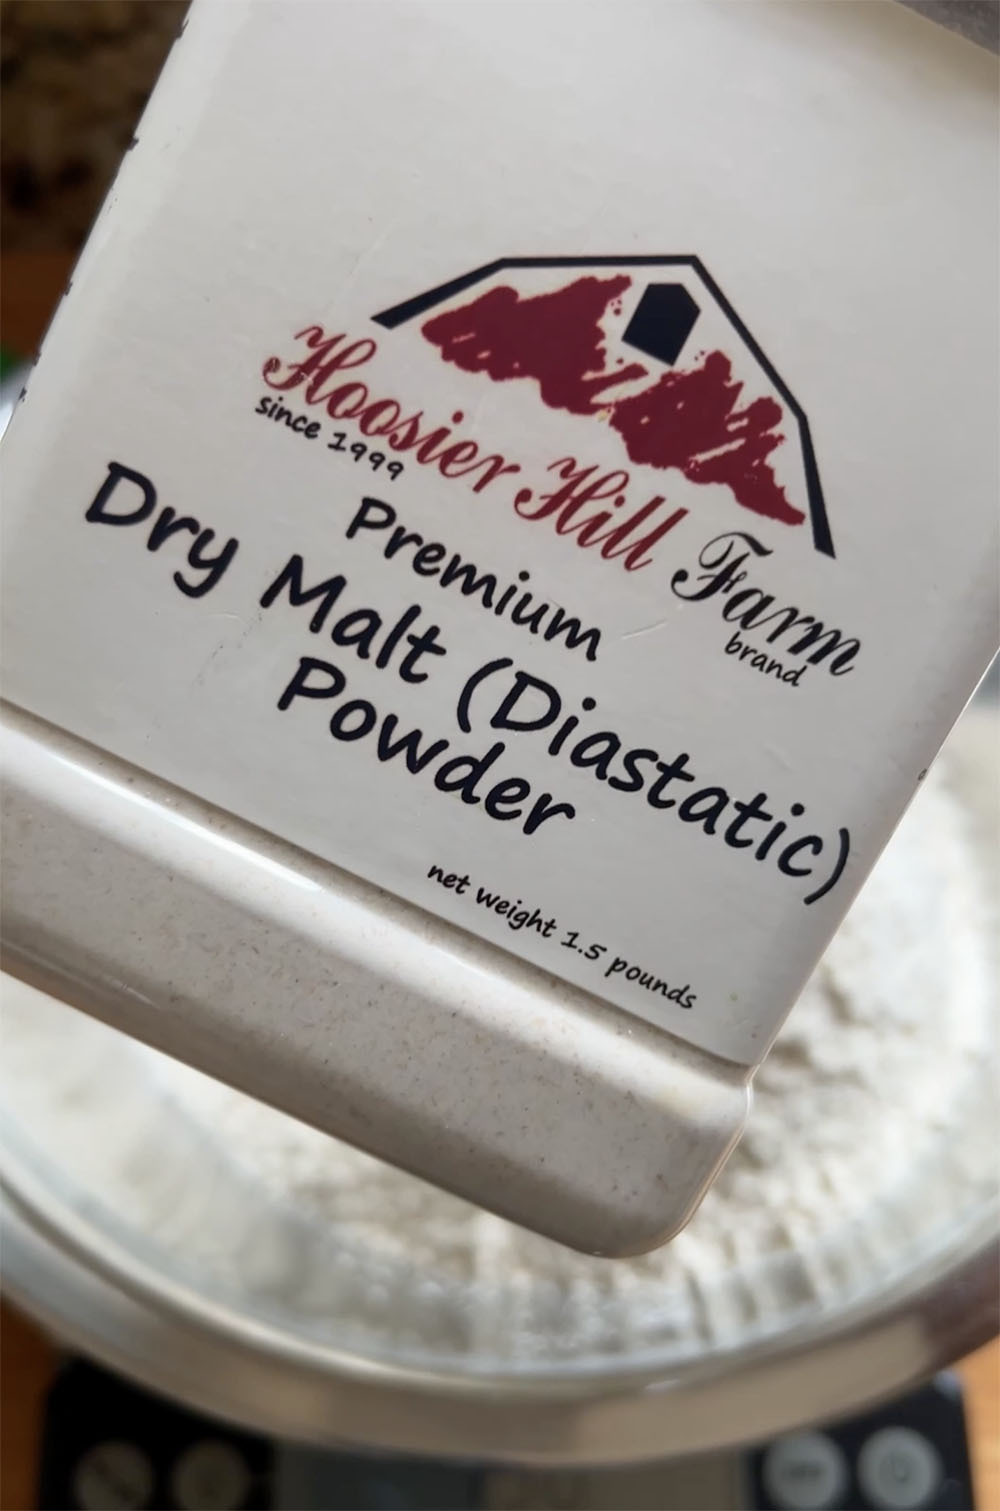 Hoosier Hill Farm
since 1999
brand
Premium
Dry Malt (Diastatic)
Powder
net weight 1.5 pounds